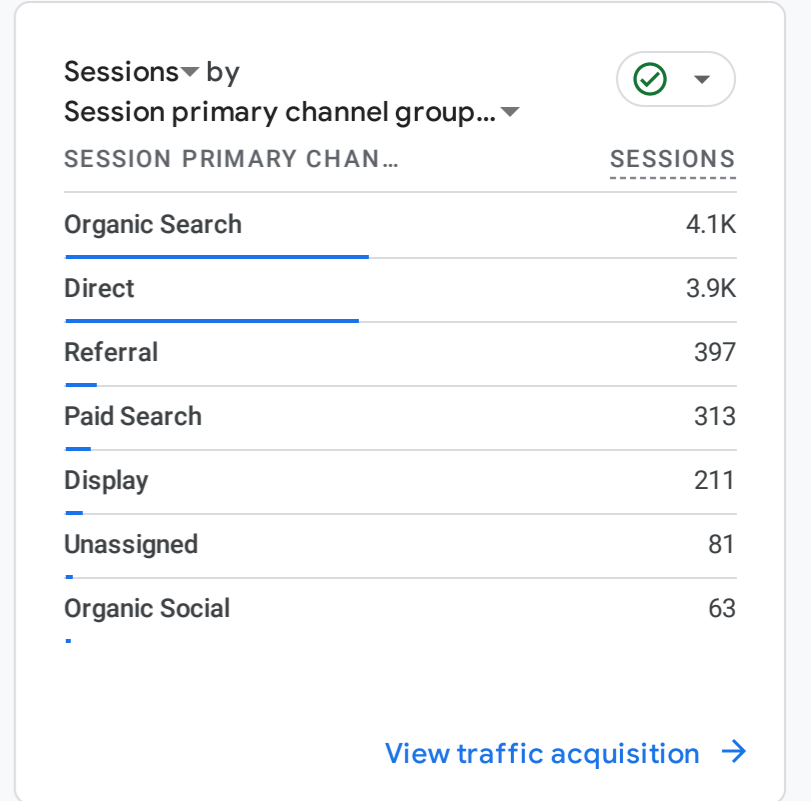 Sessions by
Session primary channel group...
SESSION PRIMARY CHAN... SESSIONS
Organic Search 4.1K
Direct 3.9K
Referral 397
Paid Search 313
Display 211
Unassigned 81
Organic Social 63
View traffic acquisition